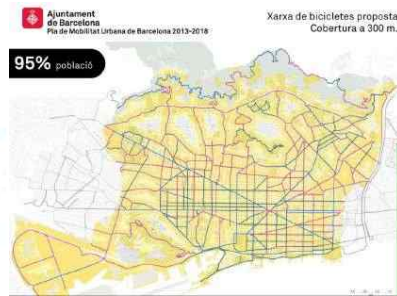 Ajuntament
de Barcelona
Pla de Mobilitat Urbana de Barcelona 2013-2018
Xarxa de bicicletes proposta
Cobertura a 300 m.
95% població